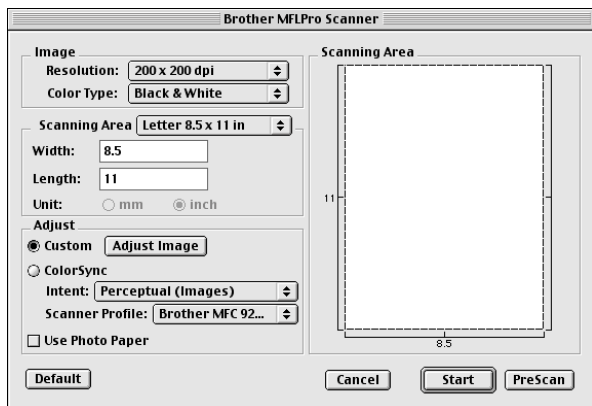 Brother MFLPro Scanner
Image
Resolution: 200 x 200 dpi
Color Type: Black & White
Scanning Area Letter 8.5 x 11 in
Width: 8.5
Length: 11
Unit: mm inch
Adjust
Custom Adjust Image
ColorSync
Intent: Perceptual (Images)
Scanner Profile: Brother MFC 92...
Use Photo Paper
Default
Scanning Area
11
8.5
Cancel Start PreScan